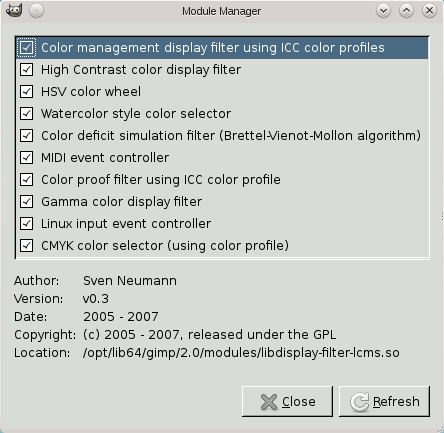 Module Manager
Color management display filter using ICC color profiles
High Contrast color display filter
HSV color wheel
Watercolor style color selector
Color deficit simulation filter (Brettel-Vienot-Mollon algorithm)
MIDI event controller
Color proof filter using ICC color profile
Gamma color display filter
Linux input event controller
CMYK color selector (using color profile)
Author: Sven Neumann
Version: v0.3
Date: 2005 - 2007
Copyright: (c) 2005 - 2007, released under the GPL
Location: /opt/lib64/gimp/2.0/modules/libdisplay-filter-lcms.so
Close Refresh